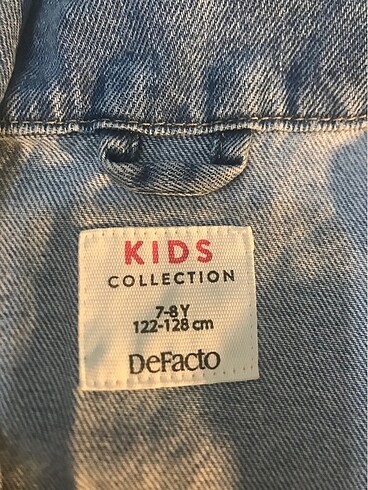 KIDS
COLLECTION
7-8 Y
122-128 cm
DeFacto